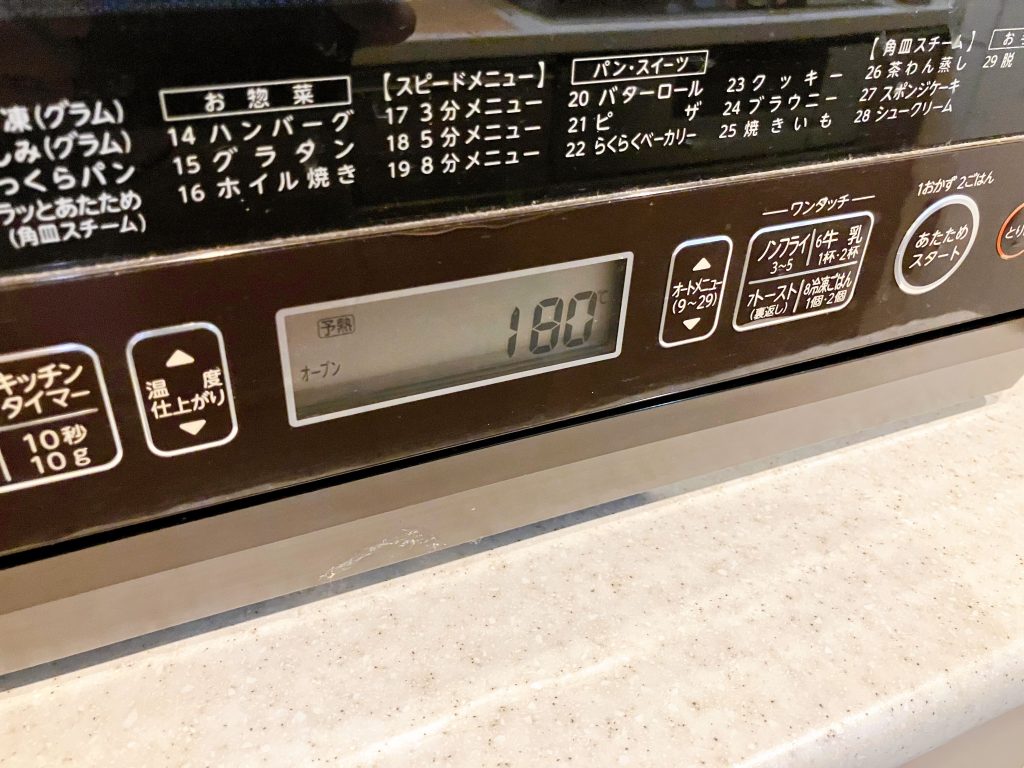 凍(グラム)
しみ(グラム)
っくらパン
ラッとあたため
(角皿スチーム)
お惣菜
14 ハンバーグ
15 グラタン
16 ホイル焼き
【スピードメニュー】
17 3分メニュー
18 5分メニュー
19 8分メニュー
パン・スイーツ
20 バターロール
21 ピザ
22 らくらくベーカリー
23 クッキー
24 ブラウニー
25 焼きいも
【角皿スチーム】
26 茶わん蒸し
27 スポンジケーキ
28 シュークリーム
お
29 脱
キッチン
タイマー
10秒
10g
温度
仕上がり
予熱
オーブン
180℃
オートメニュー
(9～29)
ワンタッチ
ノンフライ
3~5
6牛乳
1杯・2杯
7トースト
(裏返し)
8冷凍ごはん
1個・2個
1おかず 2ごはん
あたため
スタート
とり